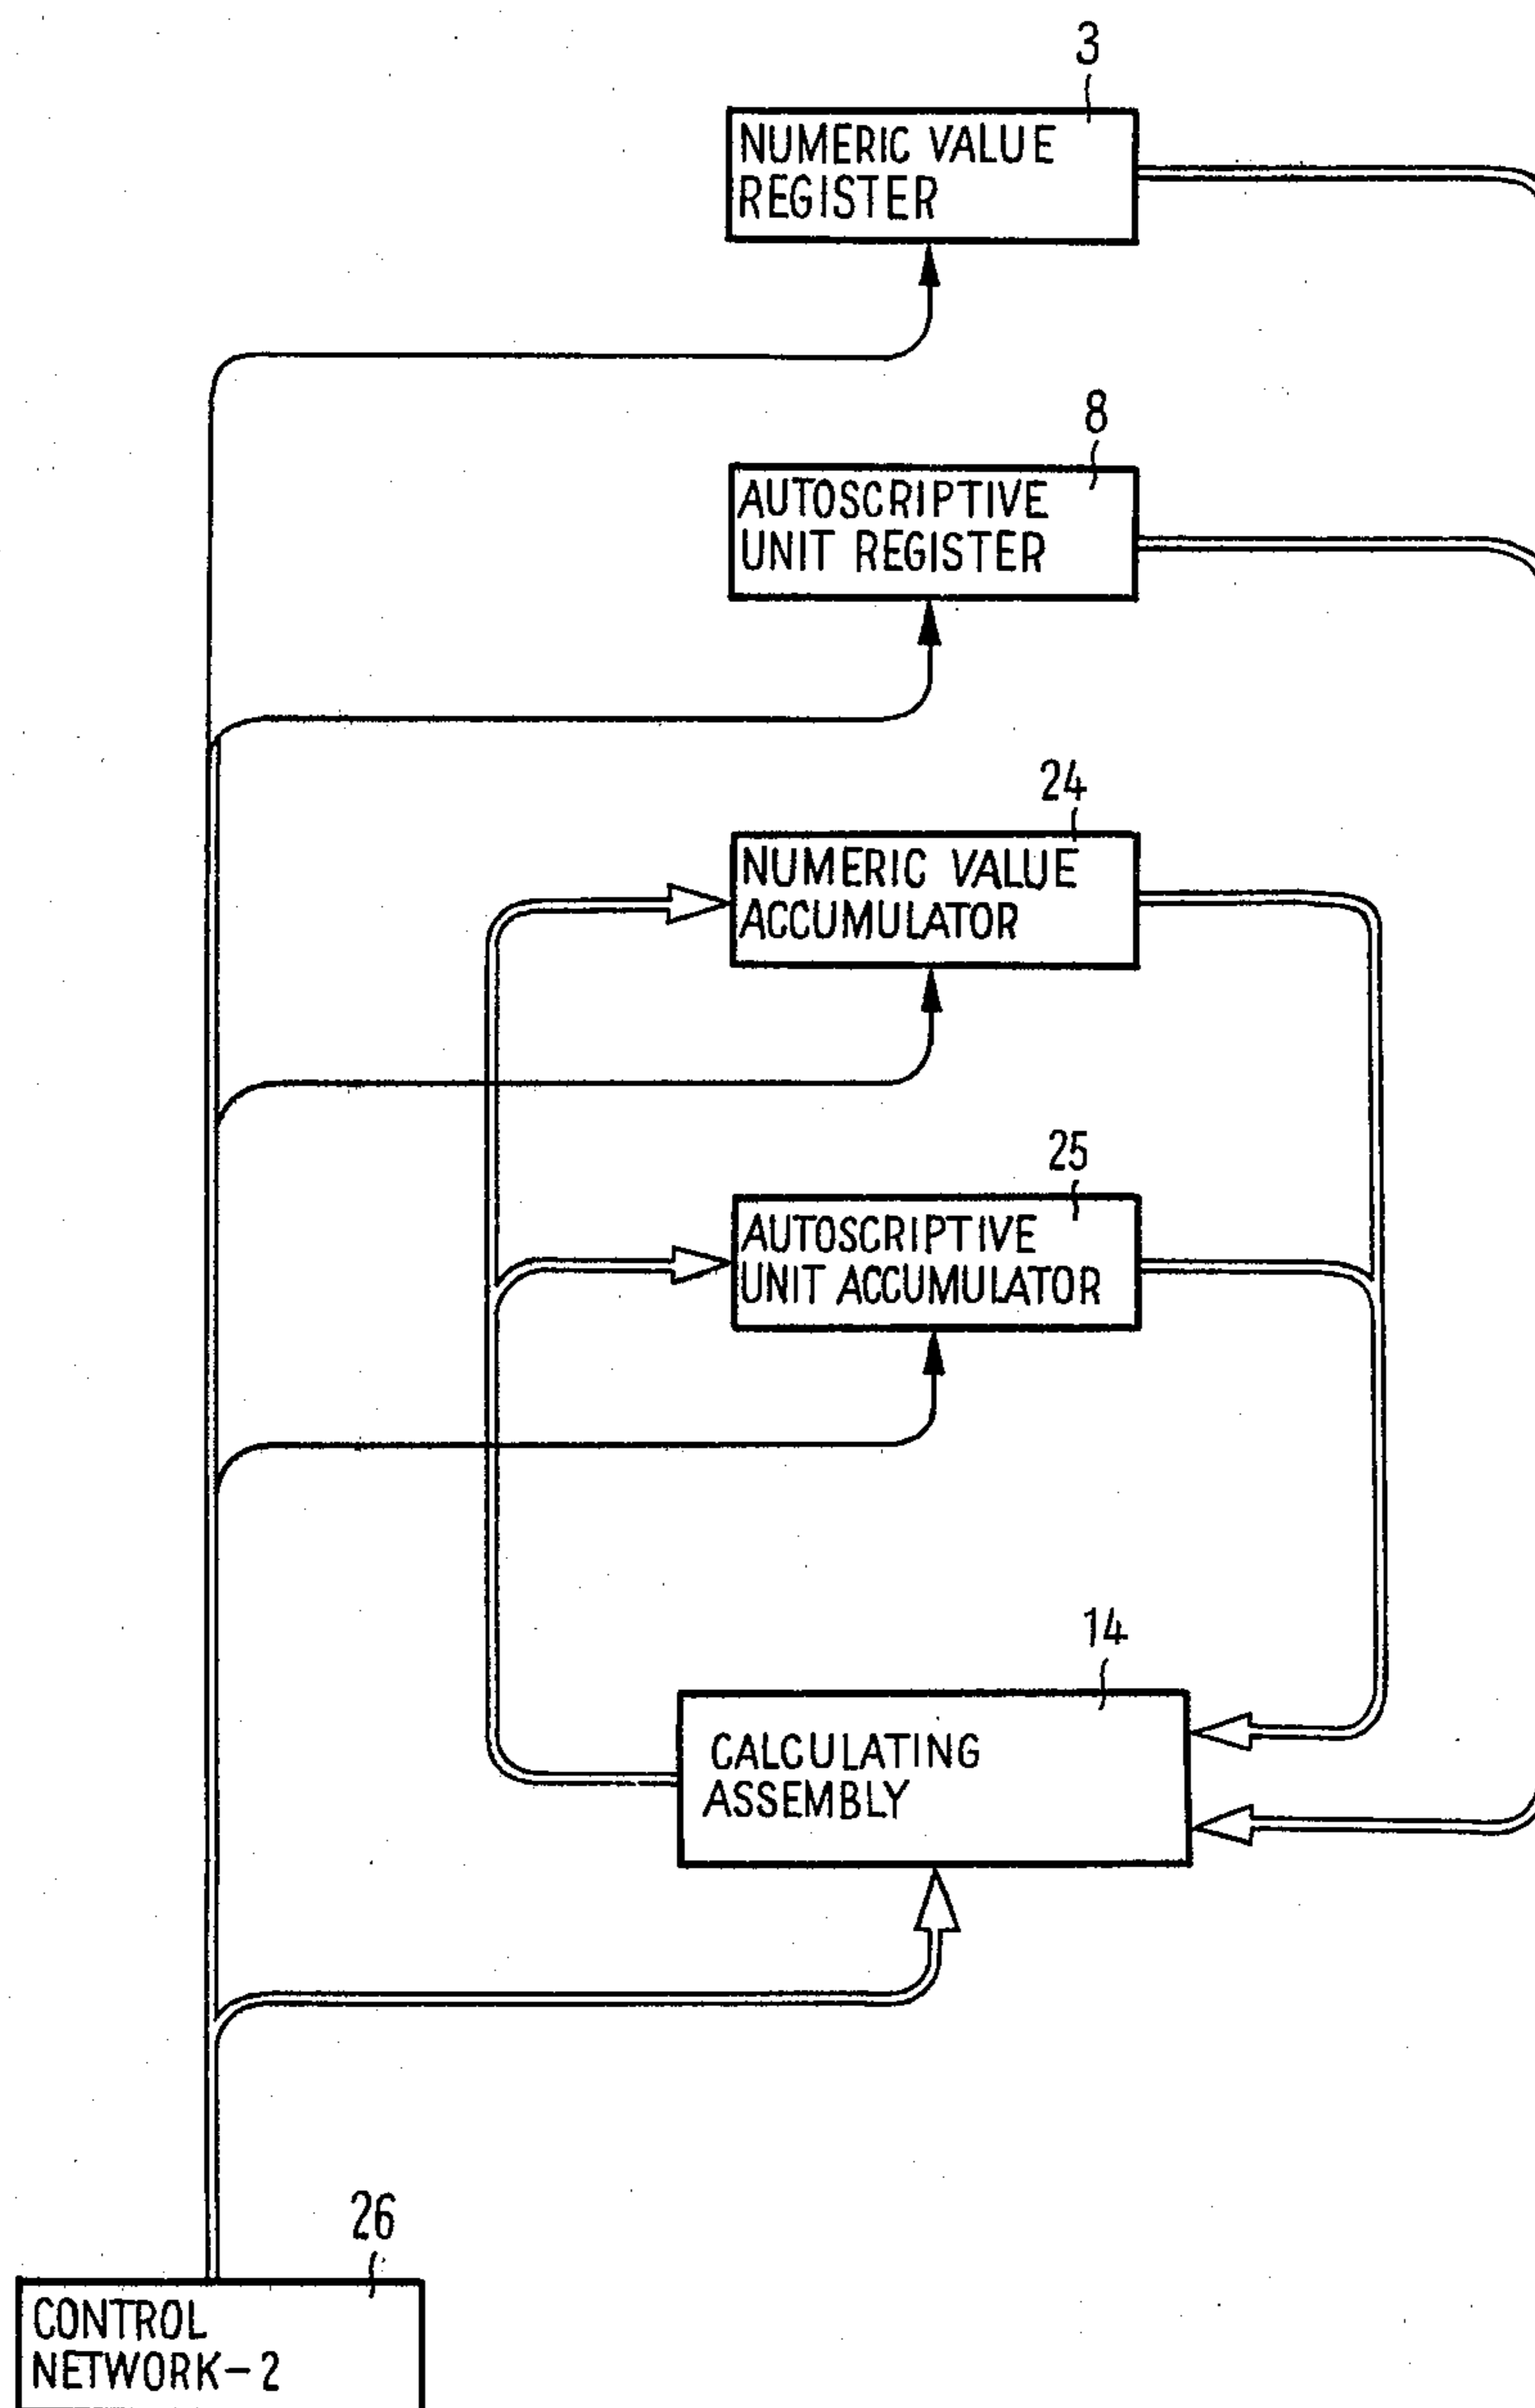 3
NUMERIC VALUE
REGISTER
8
AUTOSCRIPTIVE
UNIT REGISTER
24
NUMERIC VALUE
ACCUMULATOR
25
AUTOSCRIPTIVE
UNIT ACCUMULATOR
14
CALCULATING
ASSEMBLY
26
CONTROL
NETWORK-2